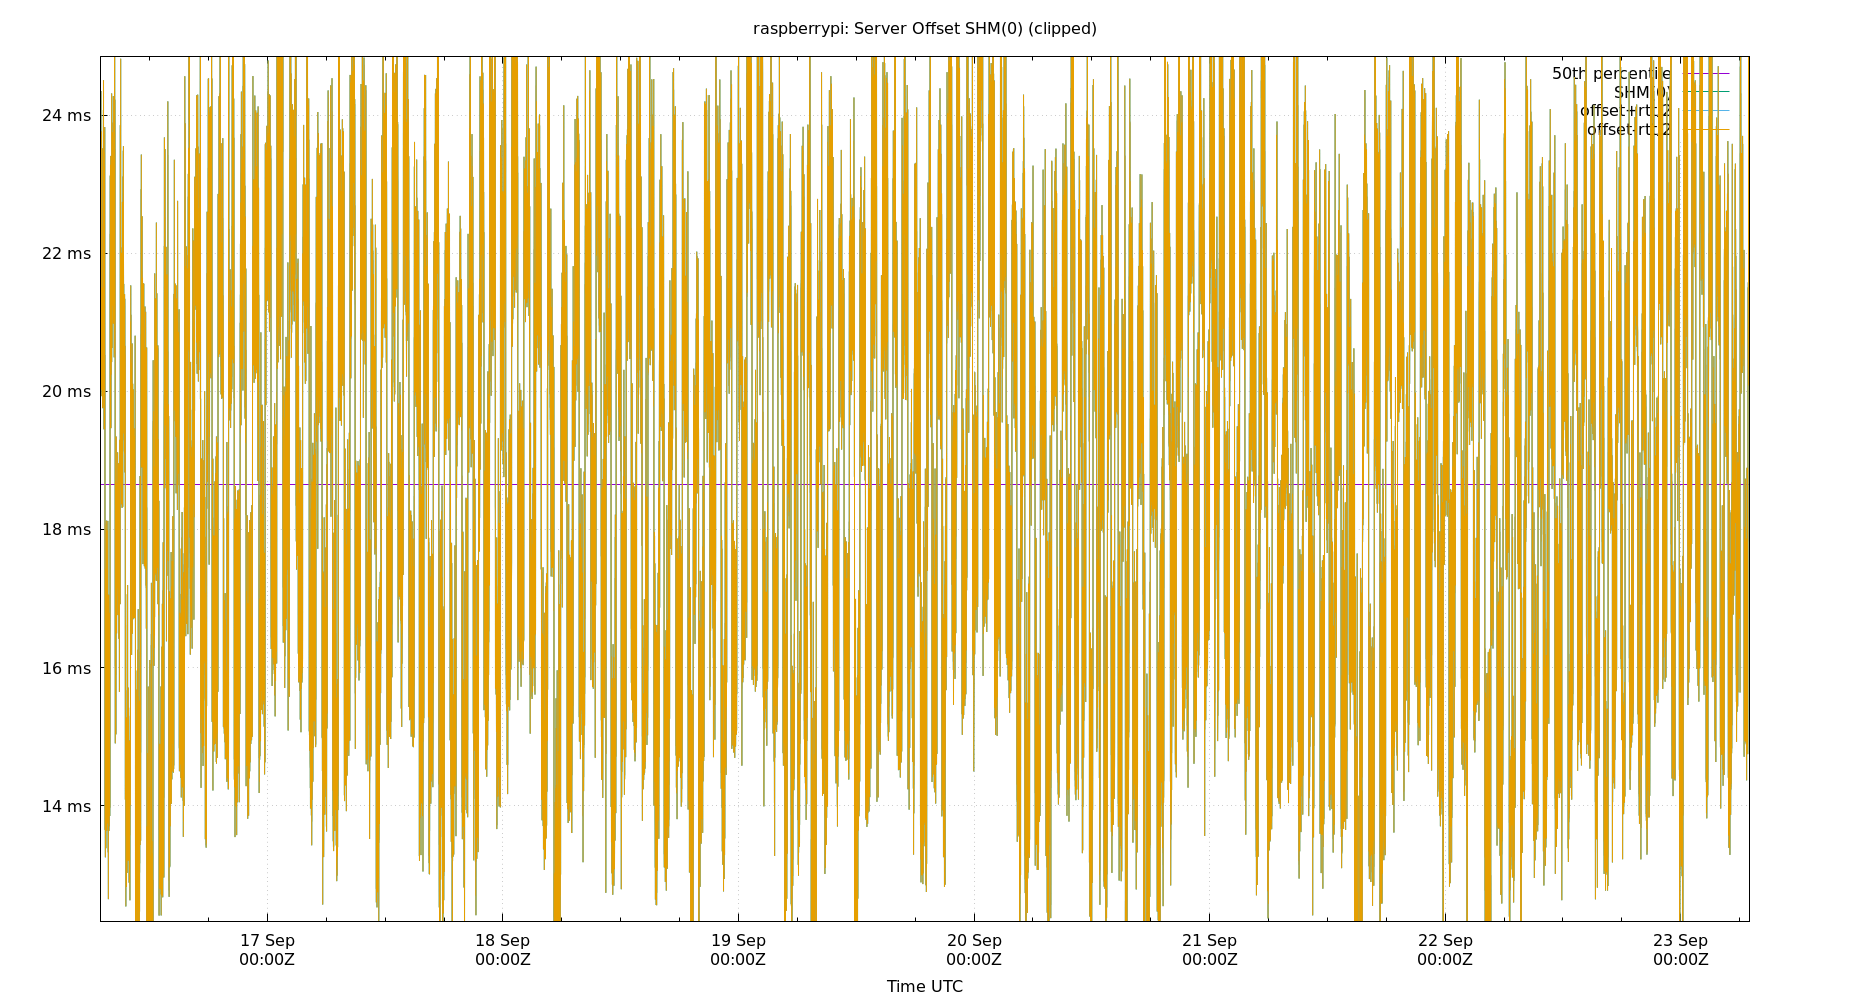 raspberrypi: Server Offset SHM(0) (clipped)
50th percentile
SHM(0)
offset+rtt/2
offset-rtt/2
24 ms
22 ms
20 ms
18 ms
16 ms
14 ms
17 Sep
00:00Z
18 Sep
00:00Z
19 Sep
00:00Z
20 Sep
00:00Z
21 Sep
00:00Z
22 Sep
00:00Z
23 Sep
00:00Z
Time UTC